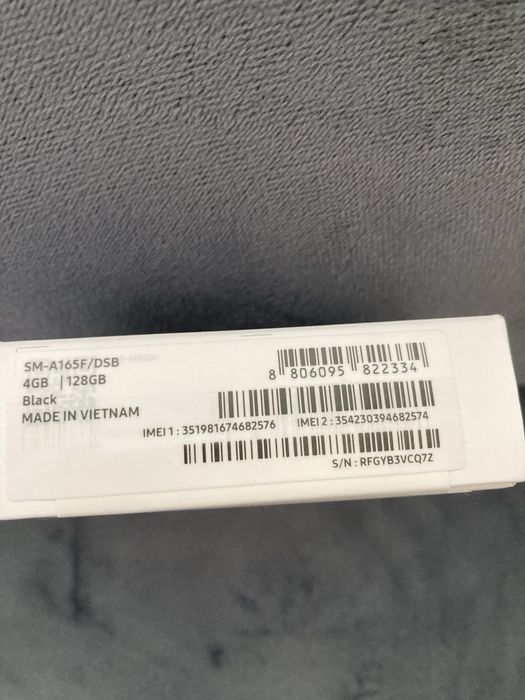 SM-A165F/DSB
4GB | 128GB
Black
MADE IN VIETNAM
8 806095 822334
IMEI 1 : 351981674682576 IMEI 2 : 354230394682574
S/N : RFGYB3VCQ7Z